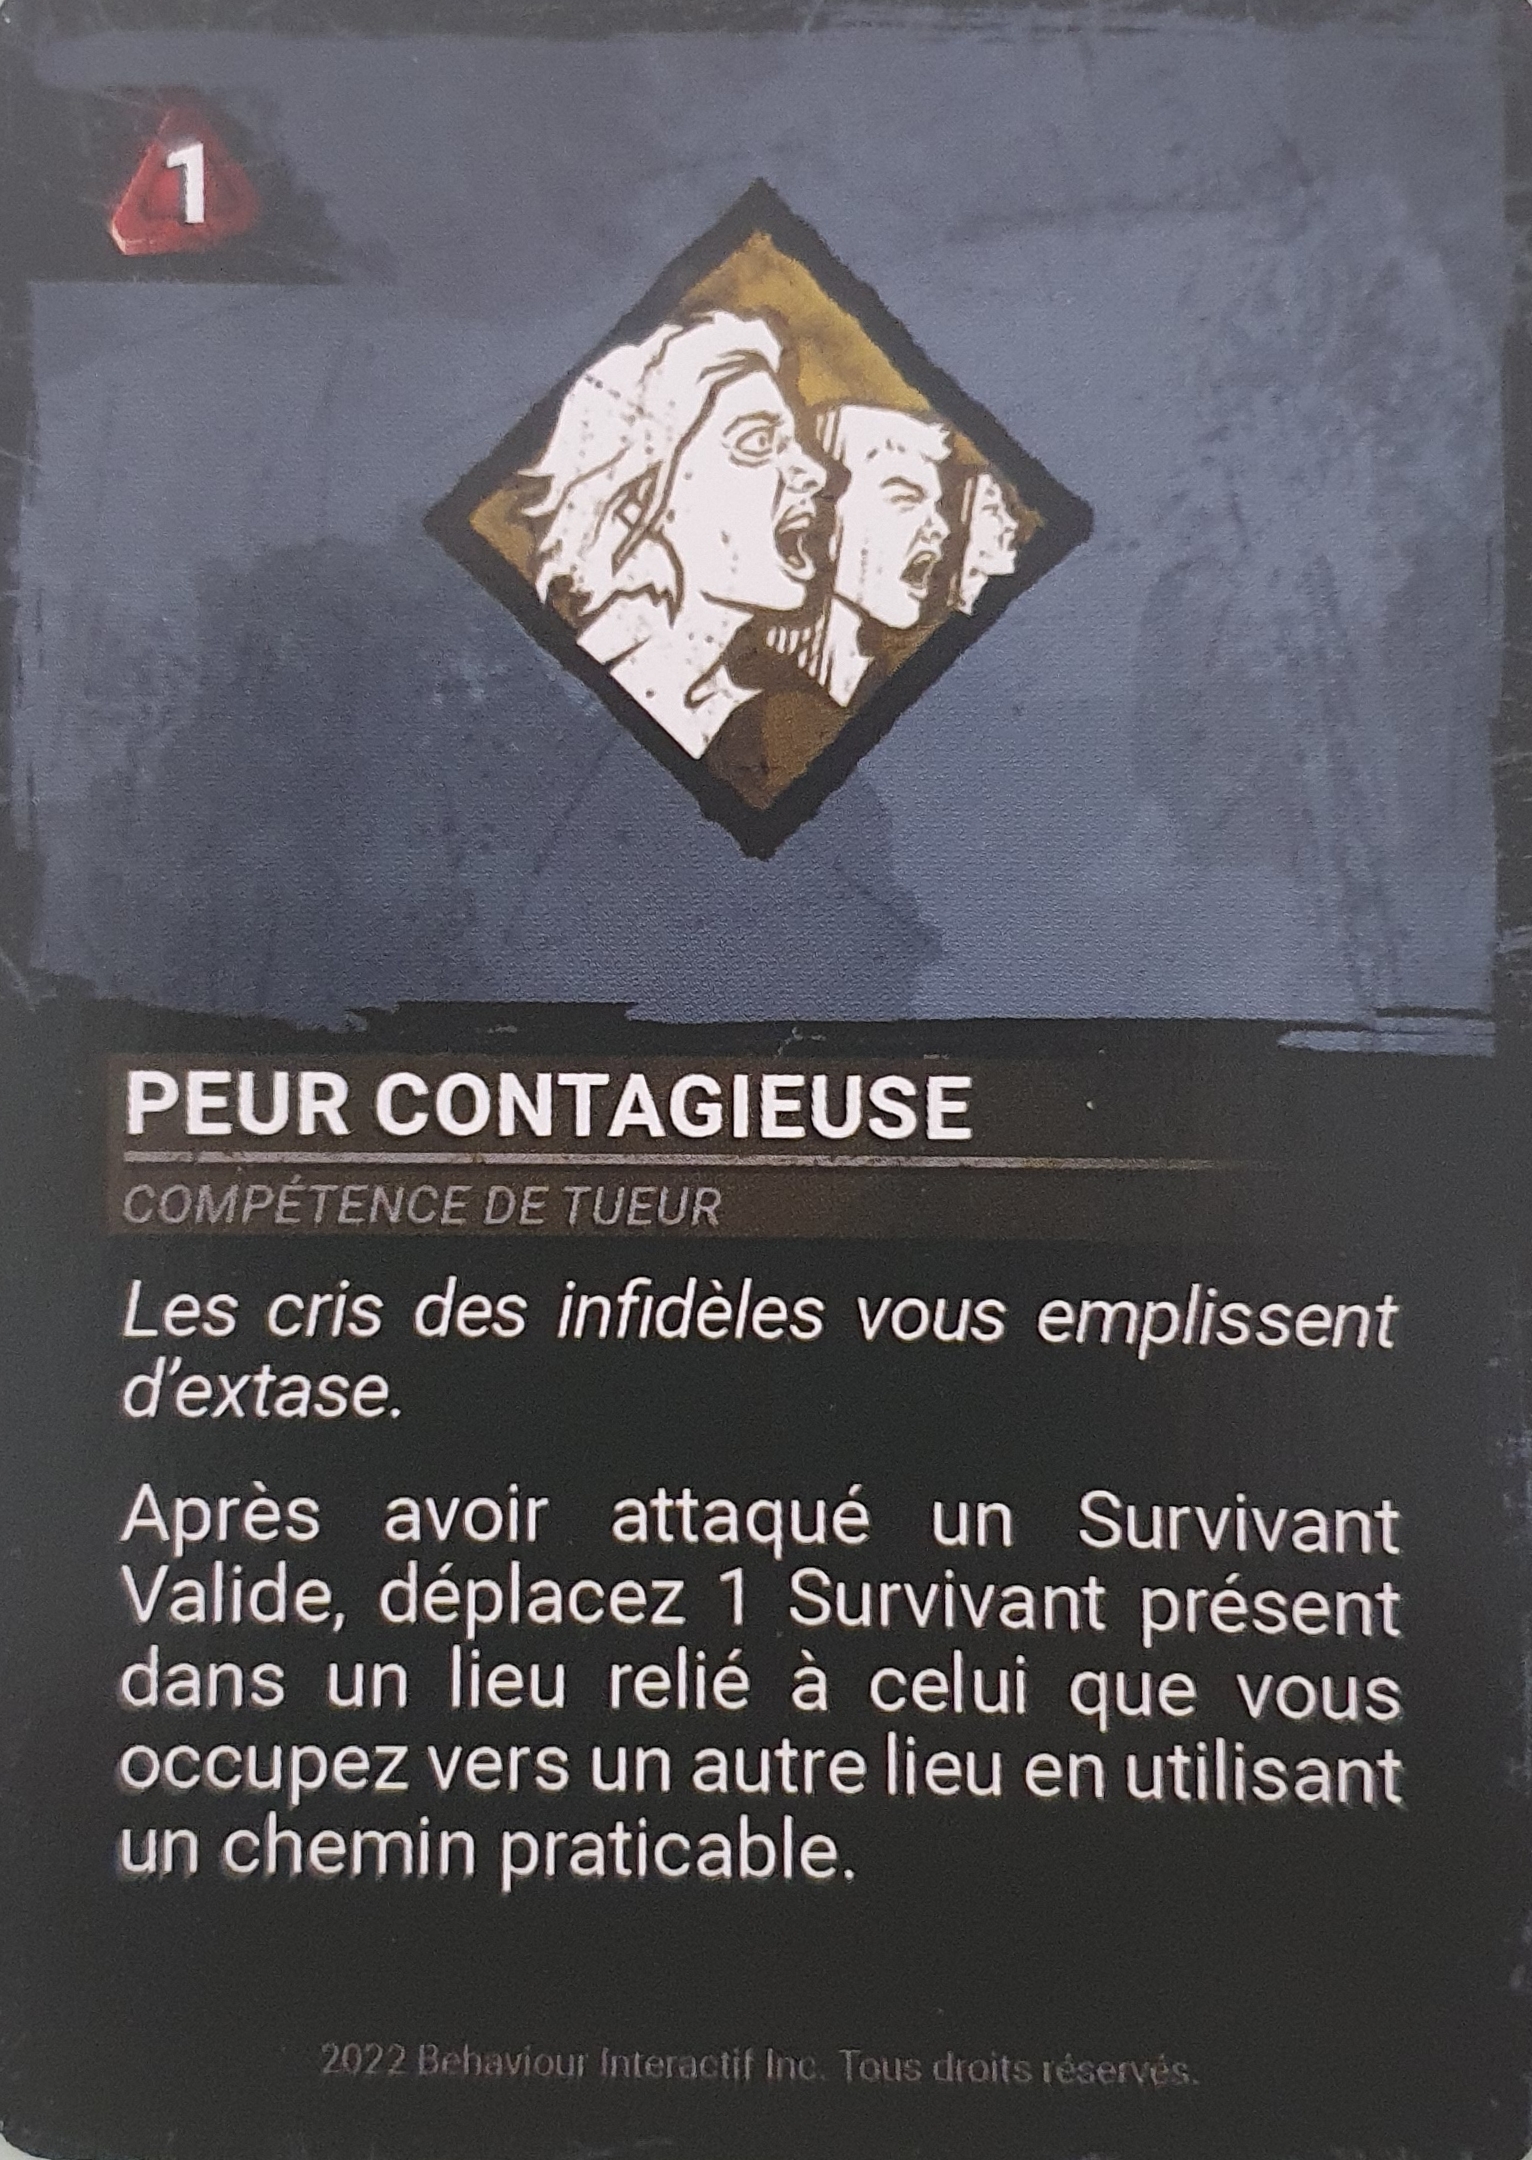 1
PEUR CONTAGIEUSE
COMPÉTENCE DE TUEUR
Les cris des infidèles vous emplissent
d'extase.
Après avoir attaqué un Survivant
Valide, déplacez 1 Survivant présent
dans un lieu relié à celui que vous
occupez vers un autre lieu en utilisant
un chemin praticable.
2022 Behaviour Interactif Inc. Tous droits réservés.